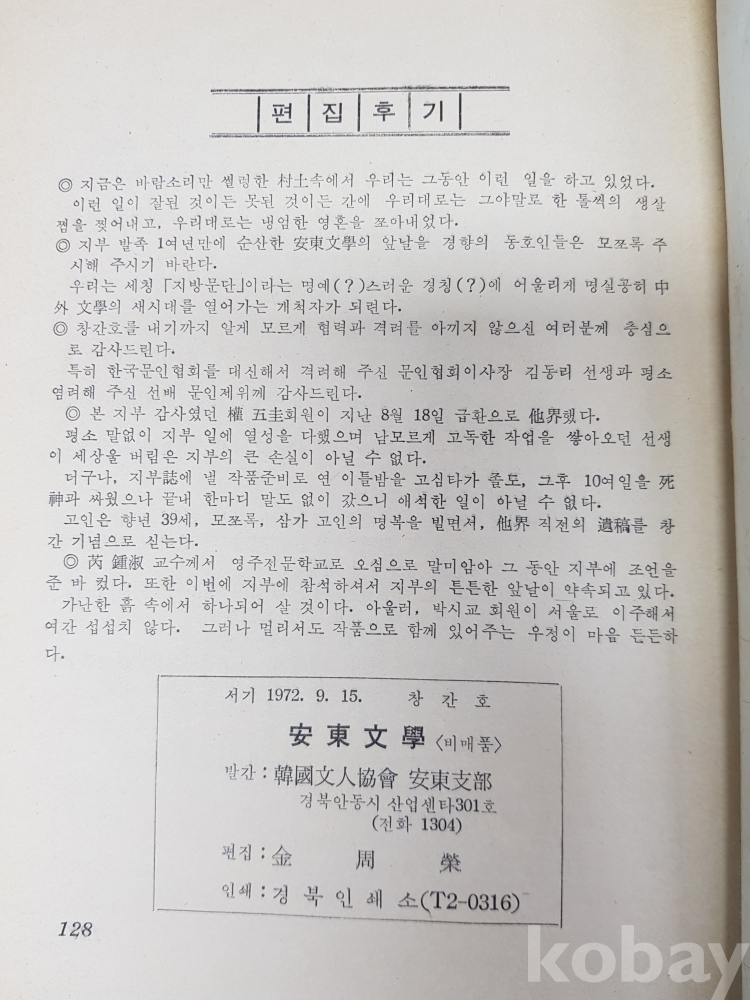 편집후기
◎ 지금은 바람소리만 썰렁한 村土속에서 우리는 그동안 이런 일을 하고 있었다.
이런 일이 잘된 것이든 못된 것이든 간에 우리대로는 그야말로 한 톨씩의 생살
쩜을 찢어내고, 우리대로는 냉엄한 영혼을 쪼아내었다.
◎ 지부 발족 1여년만에 순산한 安東文學의 앞날을 경향의 동호인들은 모쪼록 주
시해 주시기 바란다.
우리는 세칭 「지방문단」이라는 명예(?)스러운 경칭(?)에 어울리게 명실공히 中
外 文學의 새시대를 열어가는 개척자가 되련다.
◎ 창간호를 내기까지 알게 모르게 협력과 격려를 아끼지 않으신 여러분께 충심으
로 감사드린다.
특히 한국문인협회를 대신해서 격려해 주신 문인협회이사장 김동리 선생과 평소
염려해 주신 선배 문인제위께 감사드린다.
◎ 본 지부 감사였던 權 五圭회원이 지난 8월 18일 급환으로 他界했다.
평소 말없이 지부 일에 열성을 다했으며 남모르게 고독한 작업을 쌓아오던 선생
이 세상을 버림은 지부의 큰 손실이 아닐 수 없다.
더구나, 지부誌에 낼 작품준비로 연 이틀밤을 고심타가 졸도, 그후 10여일을 死
神과 싸웠으나 끝내 한마디 말도 없이 갔으니 애석한 일이 아닐 수 없다.
고인은 향년 39세, 모쪼록, 삼가 고인의 명복을 빌면서, 他界 직전의 遺稿를 창
간 기념으로 싣는다.
◎ 芮 鍾淑 교수께서 영주전문학교로 오심으로 말미암아 그 동안 지부에 조언을
준 바 컸다. 또한 이번에 지부에 참석하셔서 지부의 튼튼한 앞날이 약속되고 있다.
가난한 흙 속에서 하나되어 살 것이다. 아울러, 박시교 회원이 서울로 이주해서
여간 섭섭치 않다. 그러나 멀리서도 작품으로 함께 있어주는 우정이 마음 든든하
다.
서기 1972. 9. 15. 창간호
安東文學 〈비매품〉
발간 : 韓國文人協會 安東支部
경북안동시 산업센타301호
(전화 1304)
편집 : 金周榮
인쇄 : 경북인쇄소(T2-0316)
128
kobay